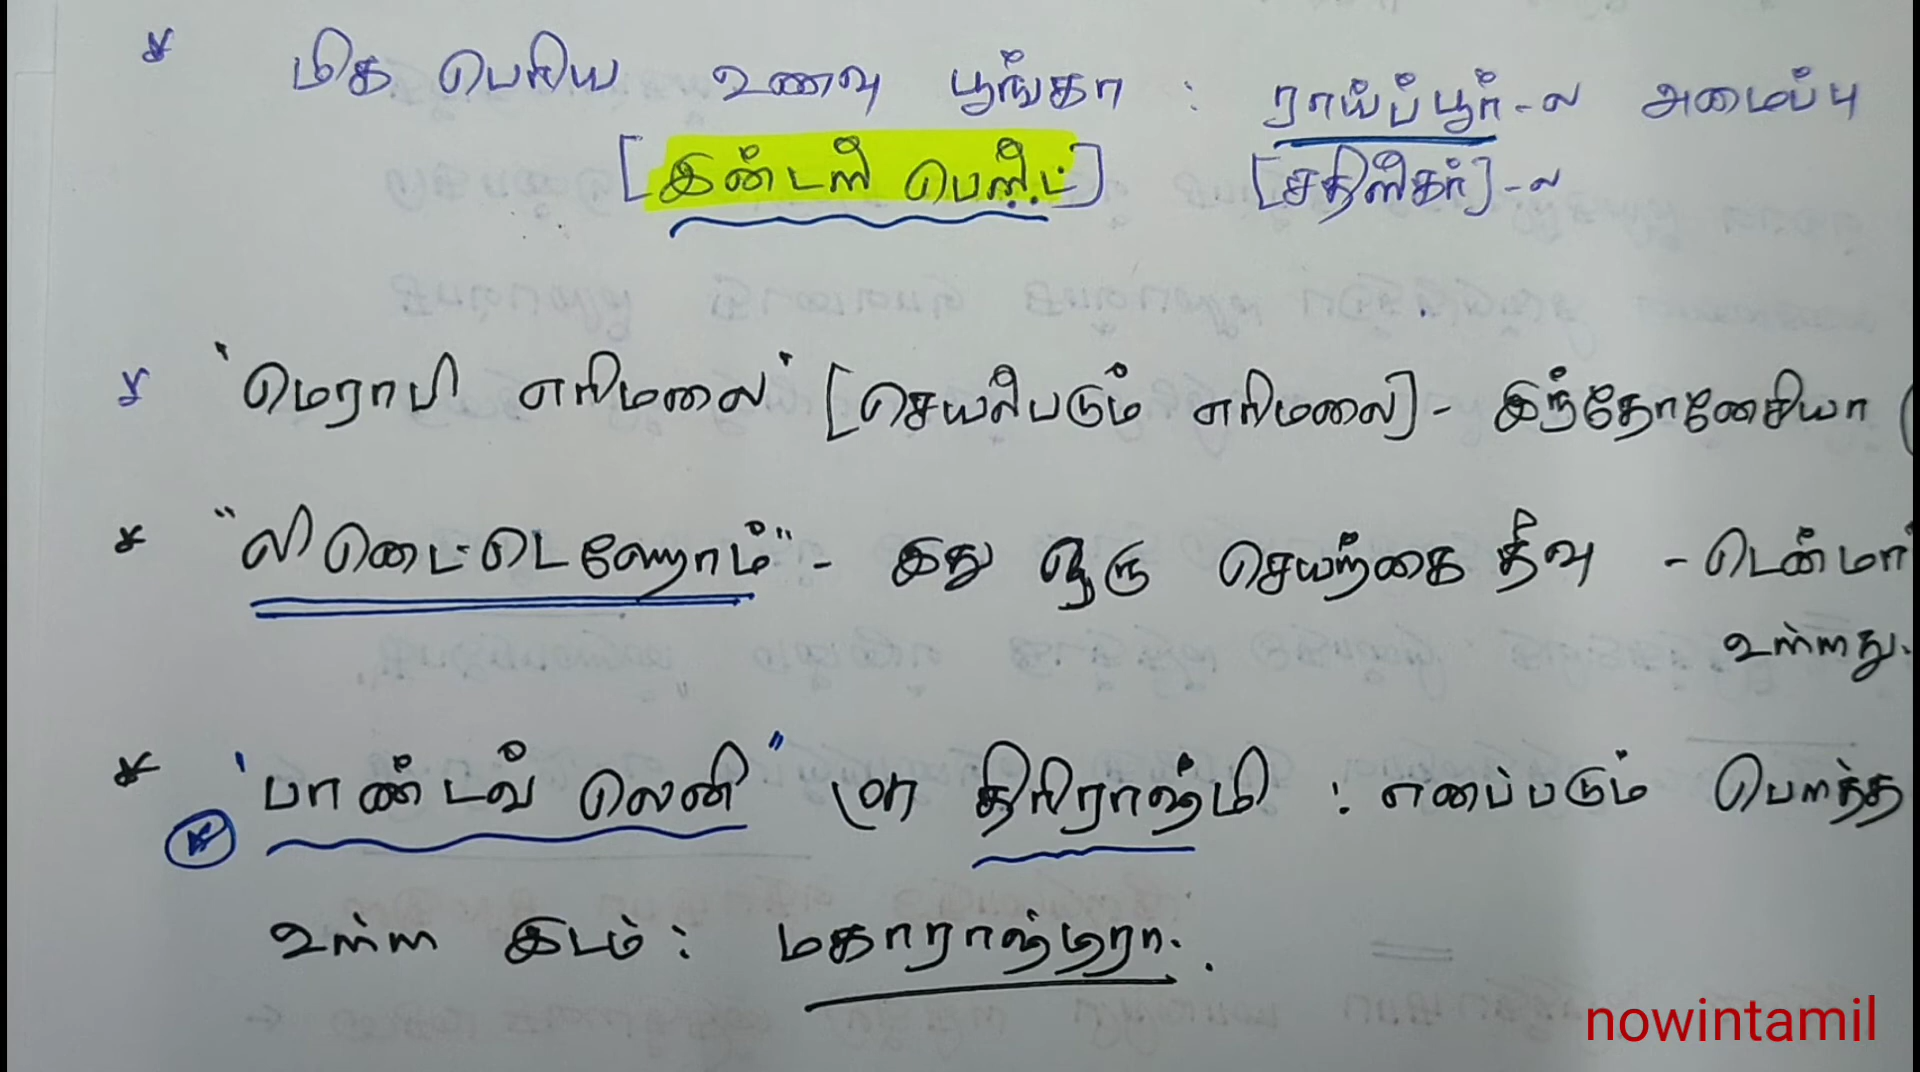 * மிக பெரிய உணவு பூங்கா : ராய்ப்பூர்-ல அமைப்பு
[இண்டஸ் பெஸ்ட்] [சதிஸ்கர்]-ல
* 'மெராபி எரிமலை' [செயல்படும் எரிமலை] - இந்தோனேசியா (
* "லினெட்டெ ஹோம்" - இது ஒரு செயற்கை தீவு - டென்மார்
உள்ளது.
* 'பாண்டவ் லெனி" (அ) திரிராஷ்மி : எனப்படும் பௌத்த
உள்ள இடம் : மகாராஷ்டிரா.
nowintamil